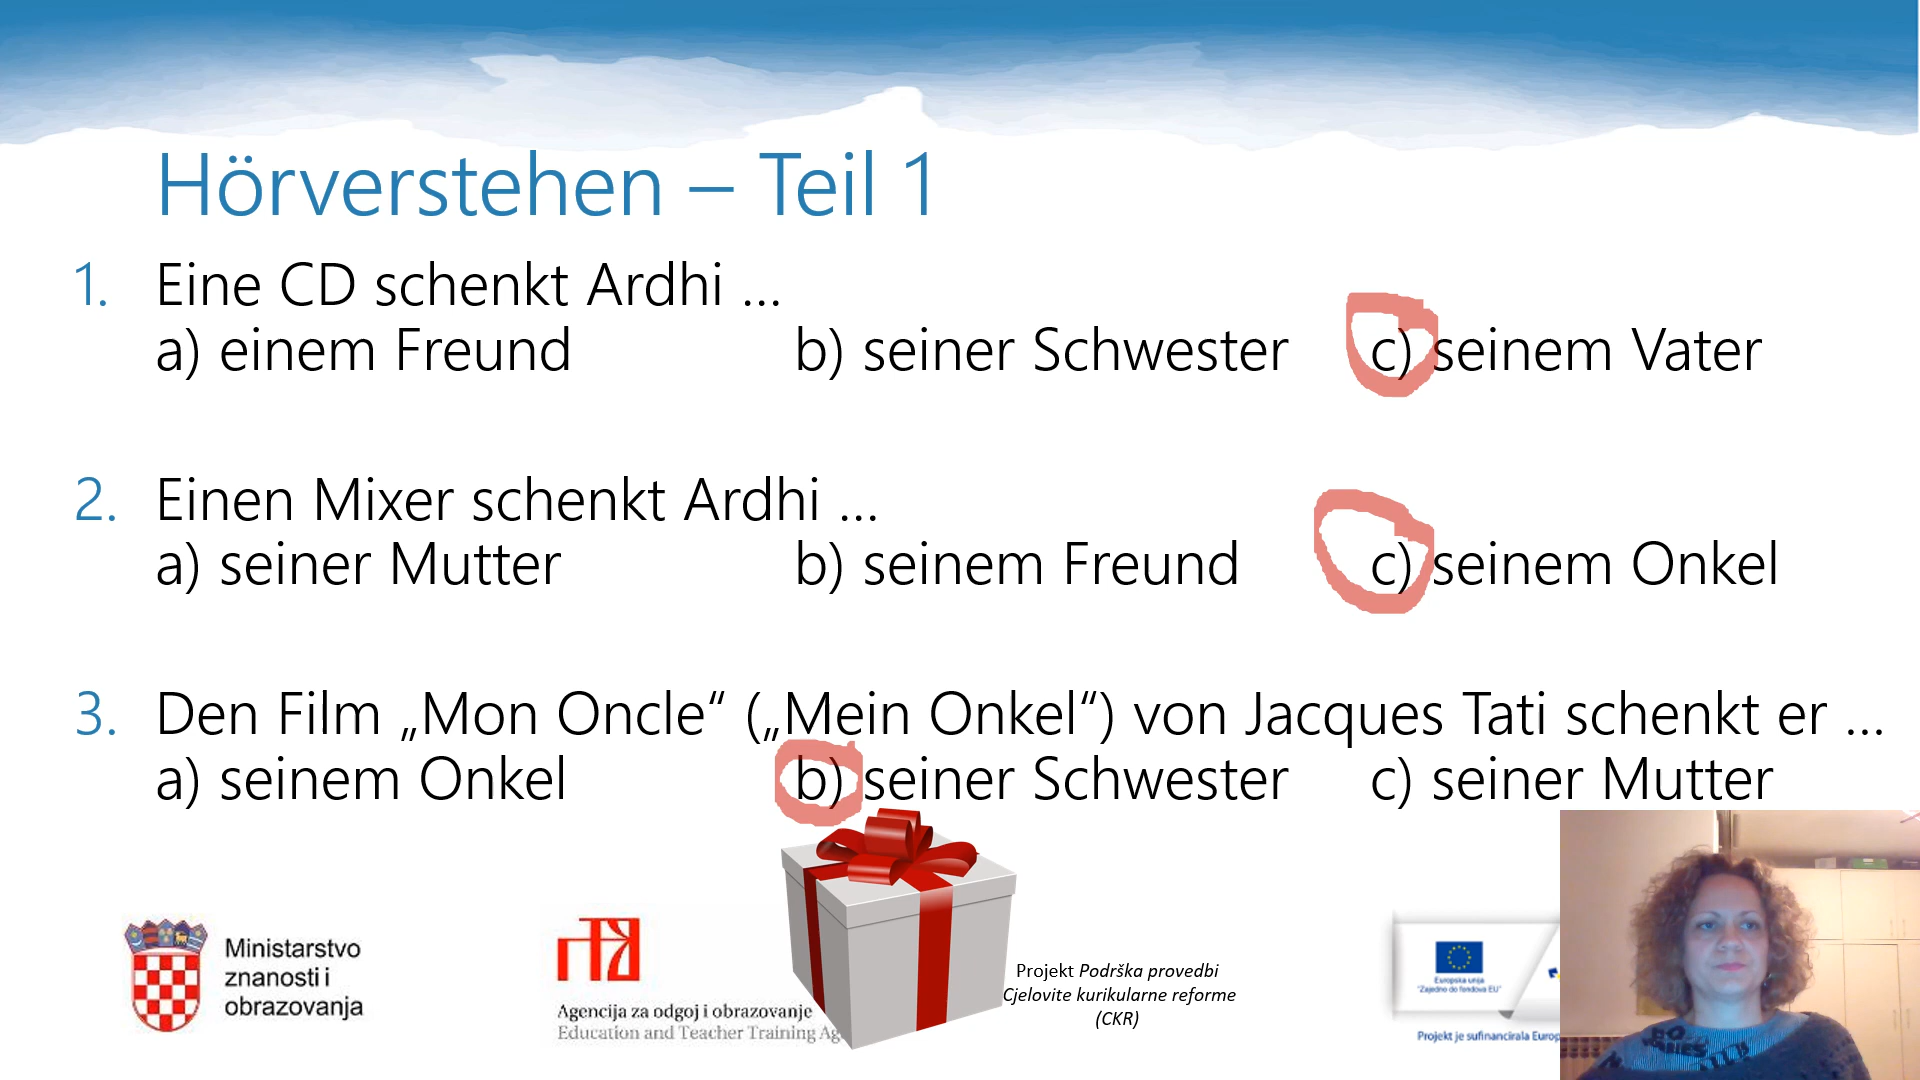 Hörverstehen – Teil 1
1. Eine CD schenkt Ardhi ...
a) einem Freund b) seiner Schwester c) seinem Vater
2. Einen Mixer schenkt Ardhi ...
a) seiner Mutter b) seinem Freund c) seinem Onkel
3. Den Film „Mon Oncle“ („Mein Onkel“) von Jacques Tati schenkt er ...
a) seinem Onkel b) seiner Schwester c) seiner Mutter
Ministarstvo
znanosti i
obrazovanja
Agencija za odgoj i obrazovanje
Education and Teacher Training Ag
Projekt Podrška provedbi
Cjelovite kurikularne reforme
(CKR)
Europska unija
"Zajedno do fondova EU"
Projekt je sufinancirala Europ